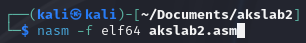 ┌──(kali㉿kali)-[~/Documents/akslab2]
└─$ nasm -f elf64 akslab2.asm